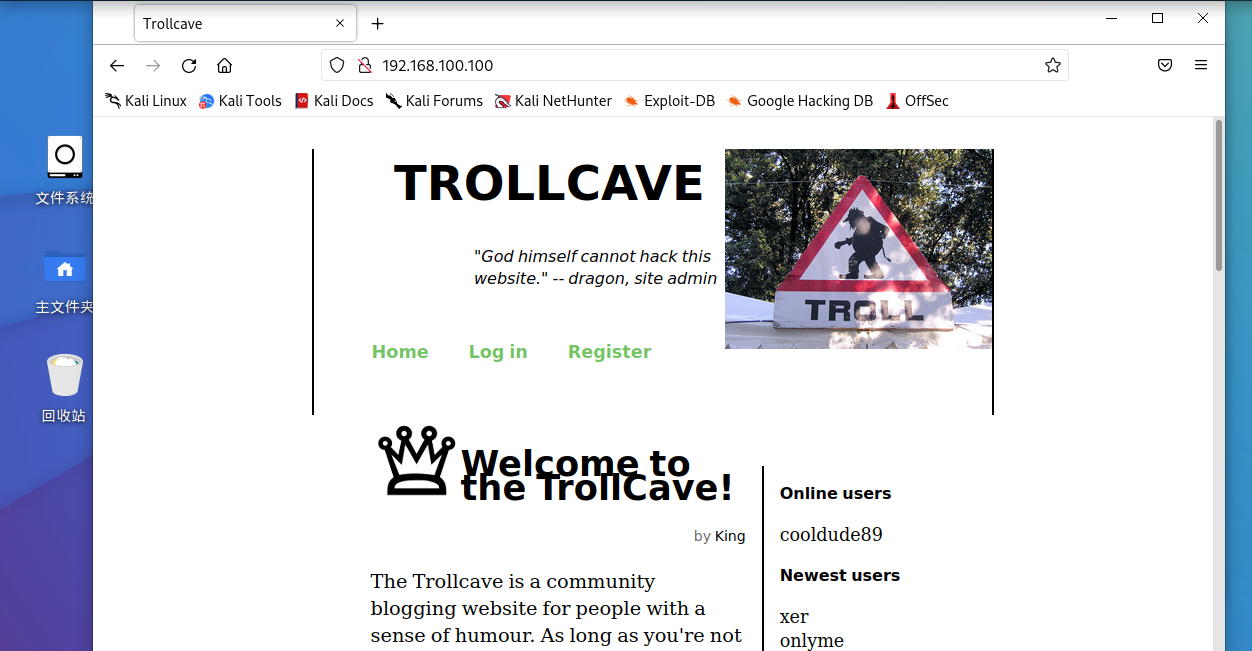 Trollcave
192.168.100.100
Kali Linux Kali Tools Kali Docs Kali Forums Kali NetHunter Exploit-DB Google Hacking DB OffSec
文件系统
主文件夹
回收站
TROLLCAVE
"God himself cannot hack this
website." -- dragon, site admin
TROLL
Home Log in Register
Welcome to
the TrollCave!
by King
The Trollcave is a community
blogging website for people with a
sense of humour. As long as you're not
Online users
cooldude89
Newest users
xer
onlyme